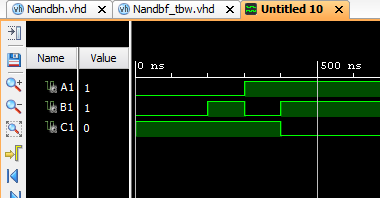 Nandbh.vhd Nandbf_tbw.vhd Untitled 10
Name Value
0 ns 500 ns
A1 1
B1 1
C1 0